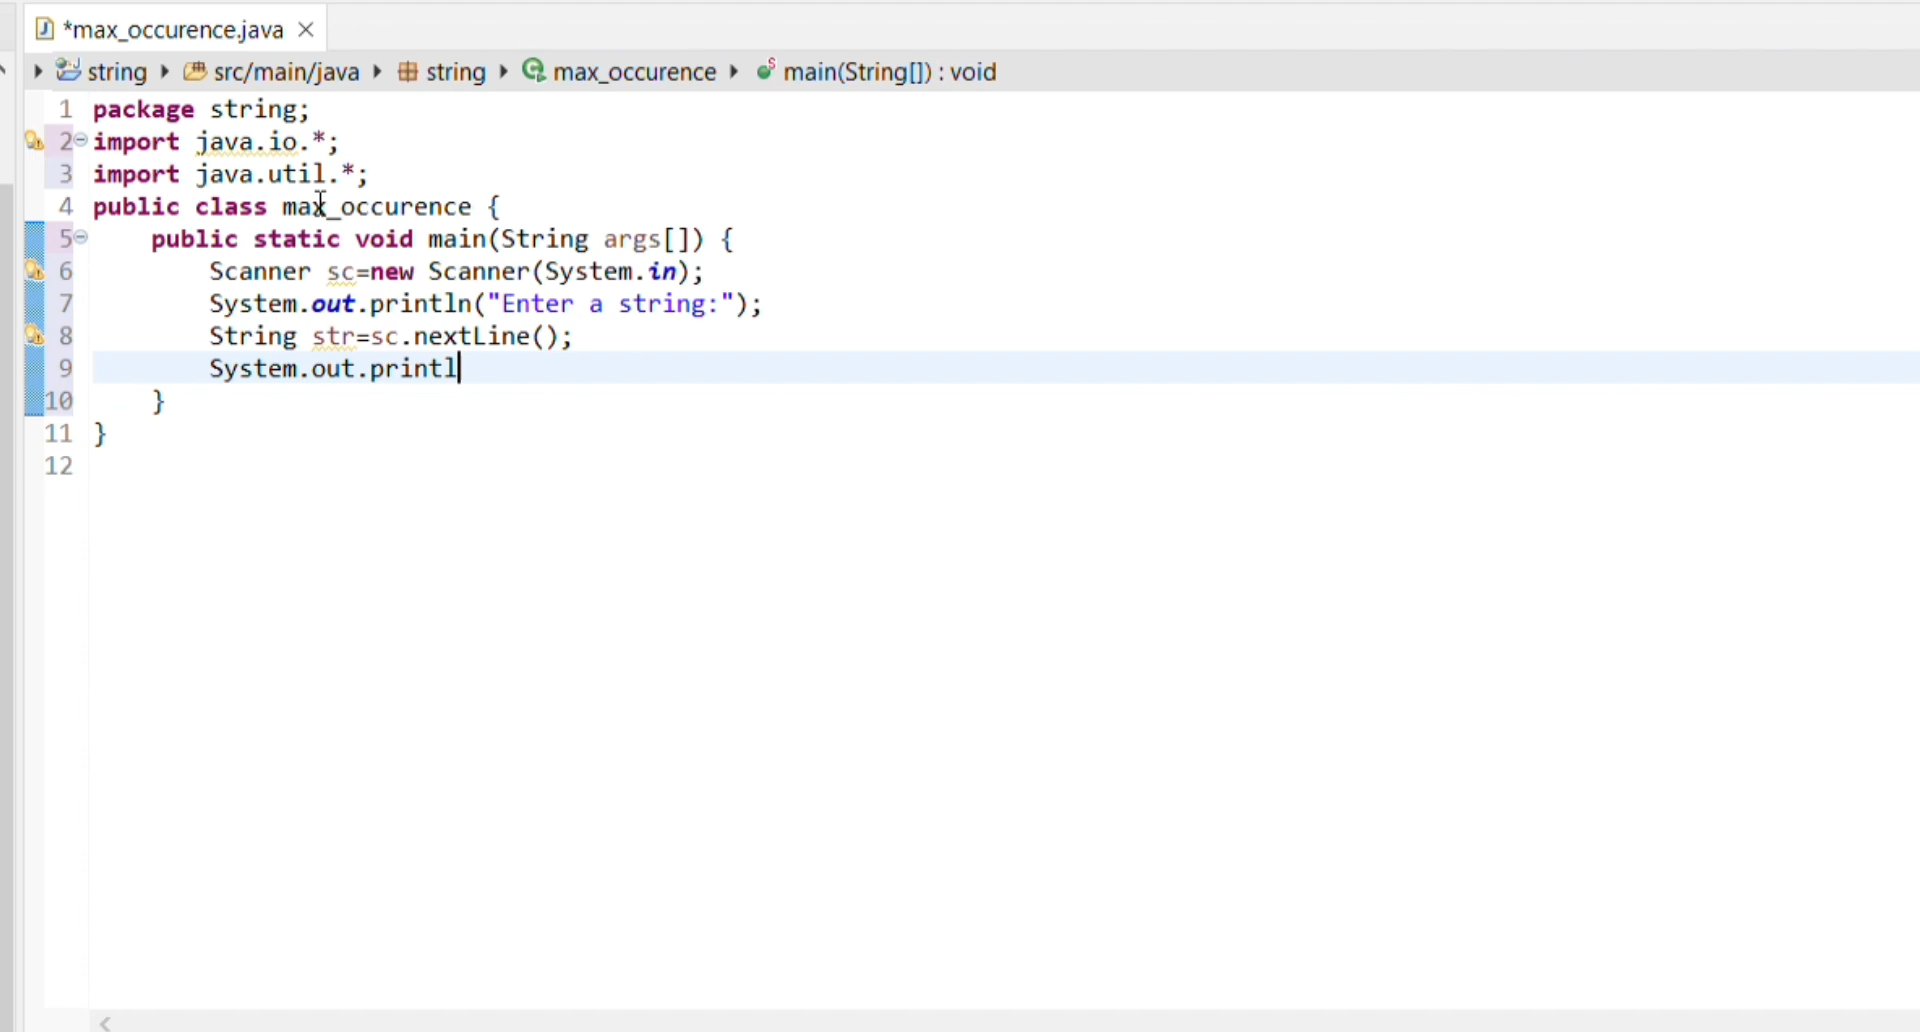 *max_occurence.java
string src/main/java string max_occurence main(String[]) : void
1 package string;
2 import java.io.*;
3 import java.util.*;
4 public class max_occurence {
5 public static void main(String args[]) {
6 Scanner sc=new Scanner(System.in);
7 System.out.println("Enter a string:");
8 String str=sc.nextLine();
9 System.out.printl
10 }
11 }
12